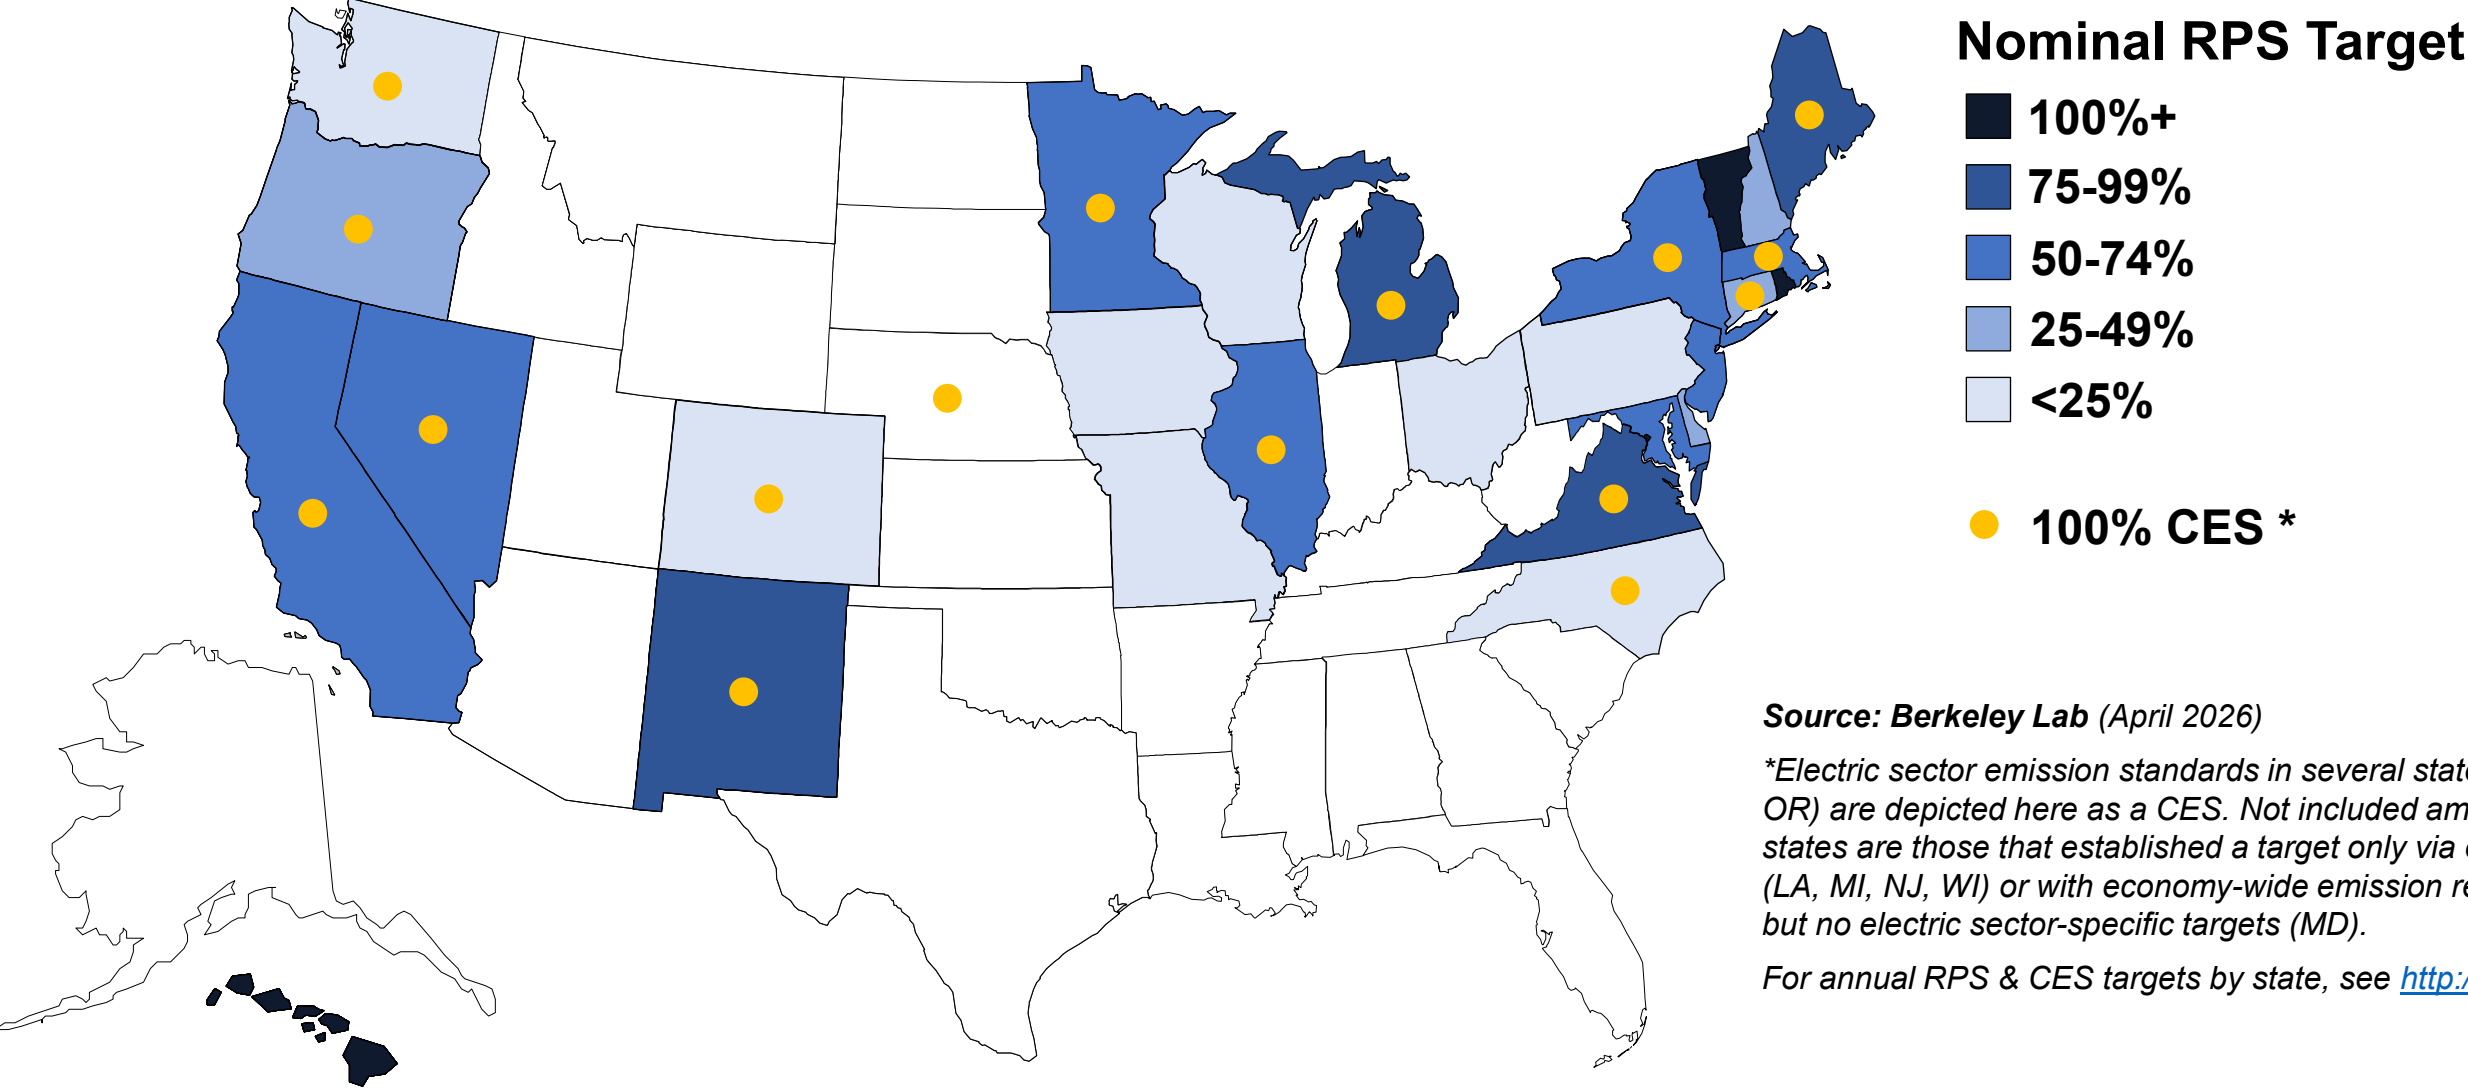 Nominal RPS Target
100%+
75-99%
50-74%
25-49%
<25%
100% CES *
Source: Berkeley Lab (April 2026)
*Electric sector emission standards in several
OR) are depicted here as a CES. Not included
states are those that established a target only via
(LA, MI, NJ, WI) or with economy-wide emission
but no electric sector-specific targets (MD).
For annual RPS & CES targets by state, see http:/